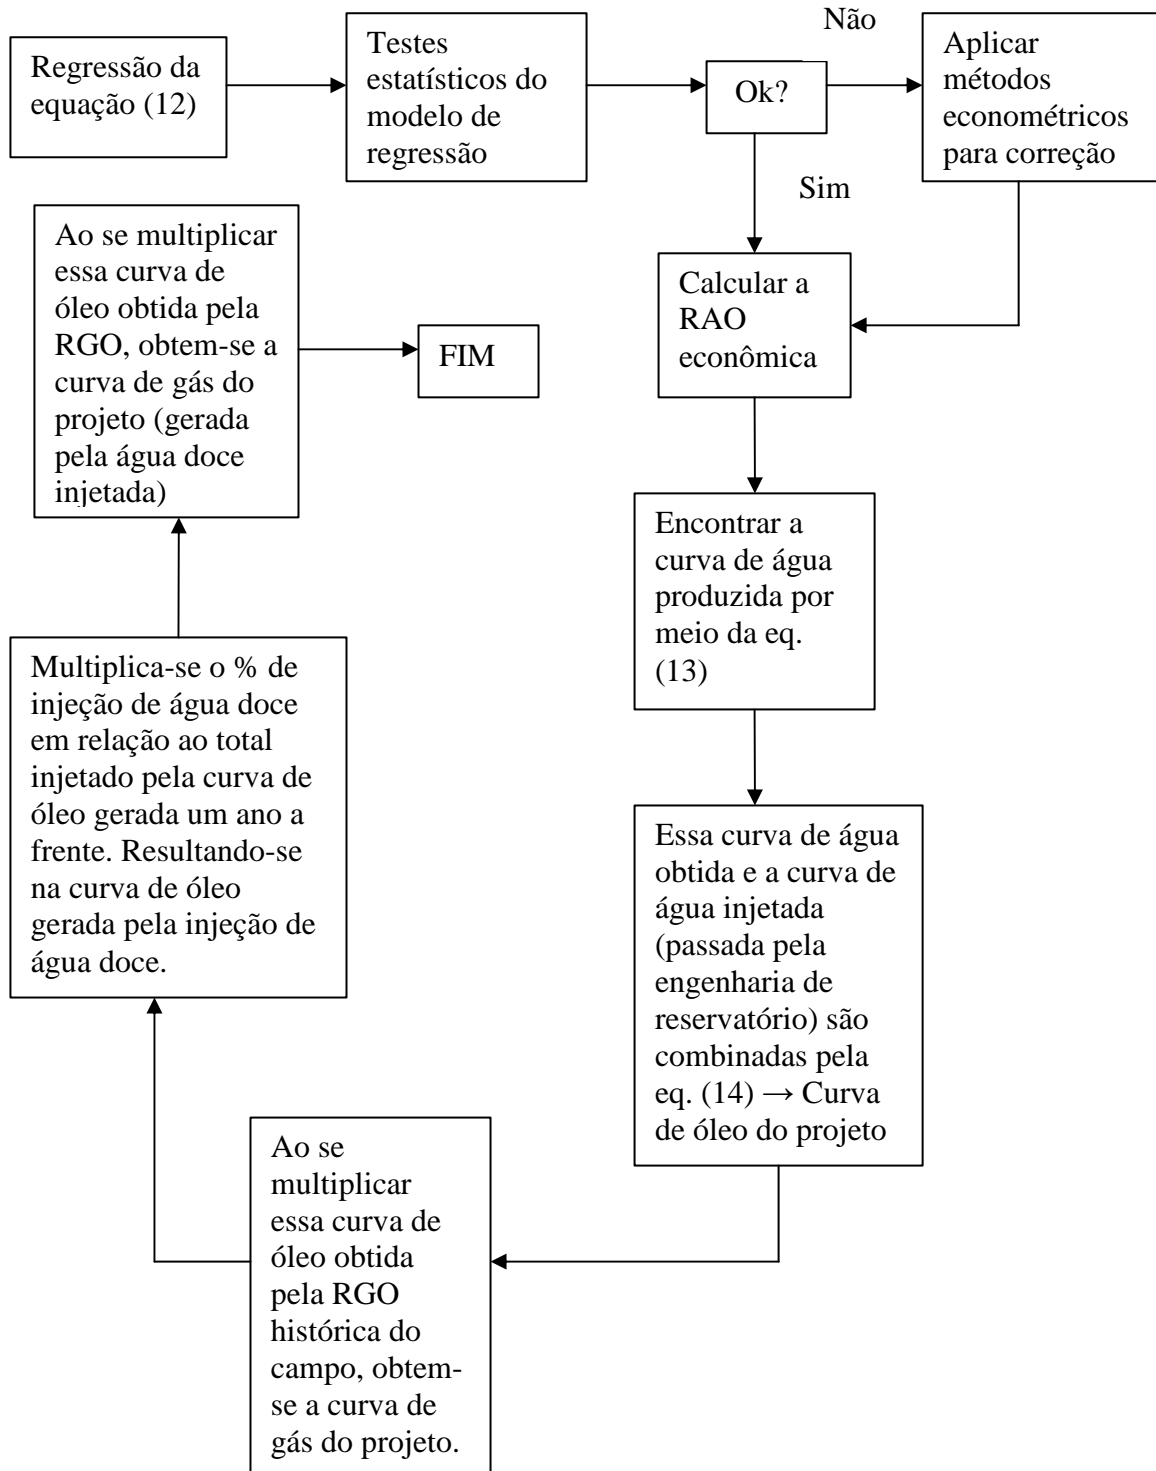 Regressão da
equação (12)
Testes
estatísticos do
modelo de
regressão
Ok?
Não
Aplicar
métodos
econométricos
para correção
Sim
Calcular a
RAO
econômica
Encontrar a
curva de água
produzida por
meio da eq.
(13)
Essa curva de água
obtida e a curva de
água injetada
(passada pela
engenharia de
reservatório) são
combinadas pela
eq. (14) → Curva
de óleo do projeto
Ao se
multiplicar
essa curva de
óleo obtida
pela RGO
histórica do
campo, obtem-
se a curva de
gás do projeto.
Multiplica-se o % de
injeção de água doce
em relação ao total
injetado pela curva de
óleo gerada um ano a
frente. Resultando-se
na curva de óleo
gerada pela injeção de
água doce.
Ao se multiplicar
essa curva de
óleo obtida pela
RGO, obtem-se a
curva de gás do
projeto (gerada
pela água doce
injetada)
FIM